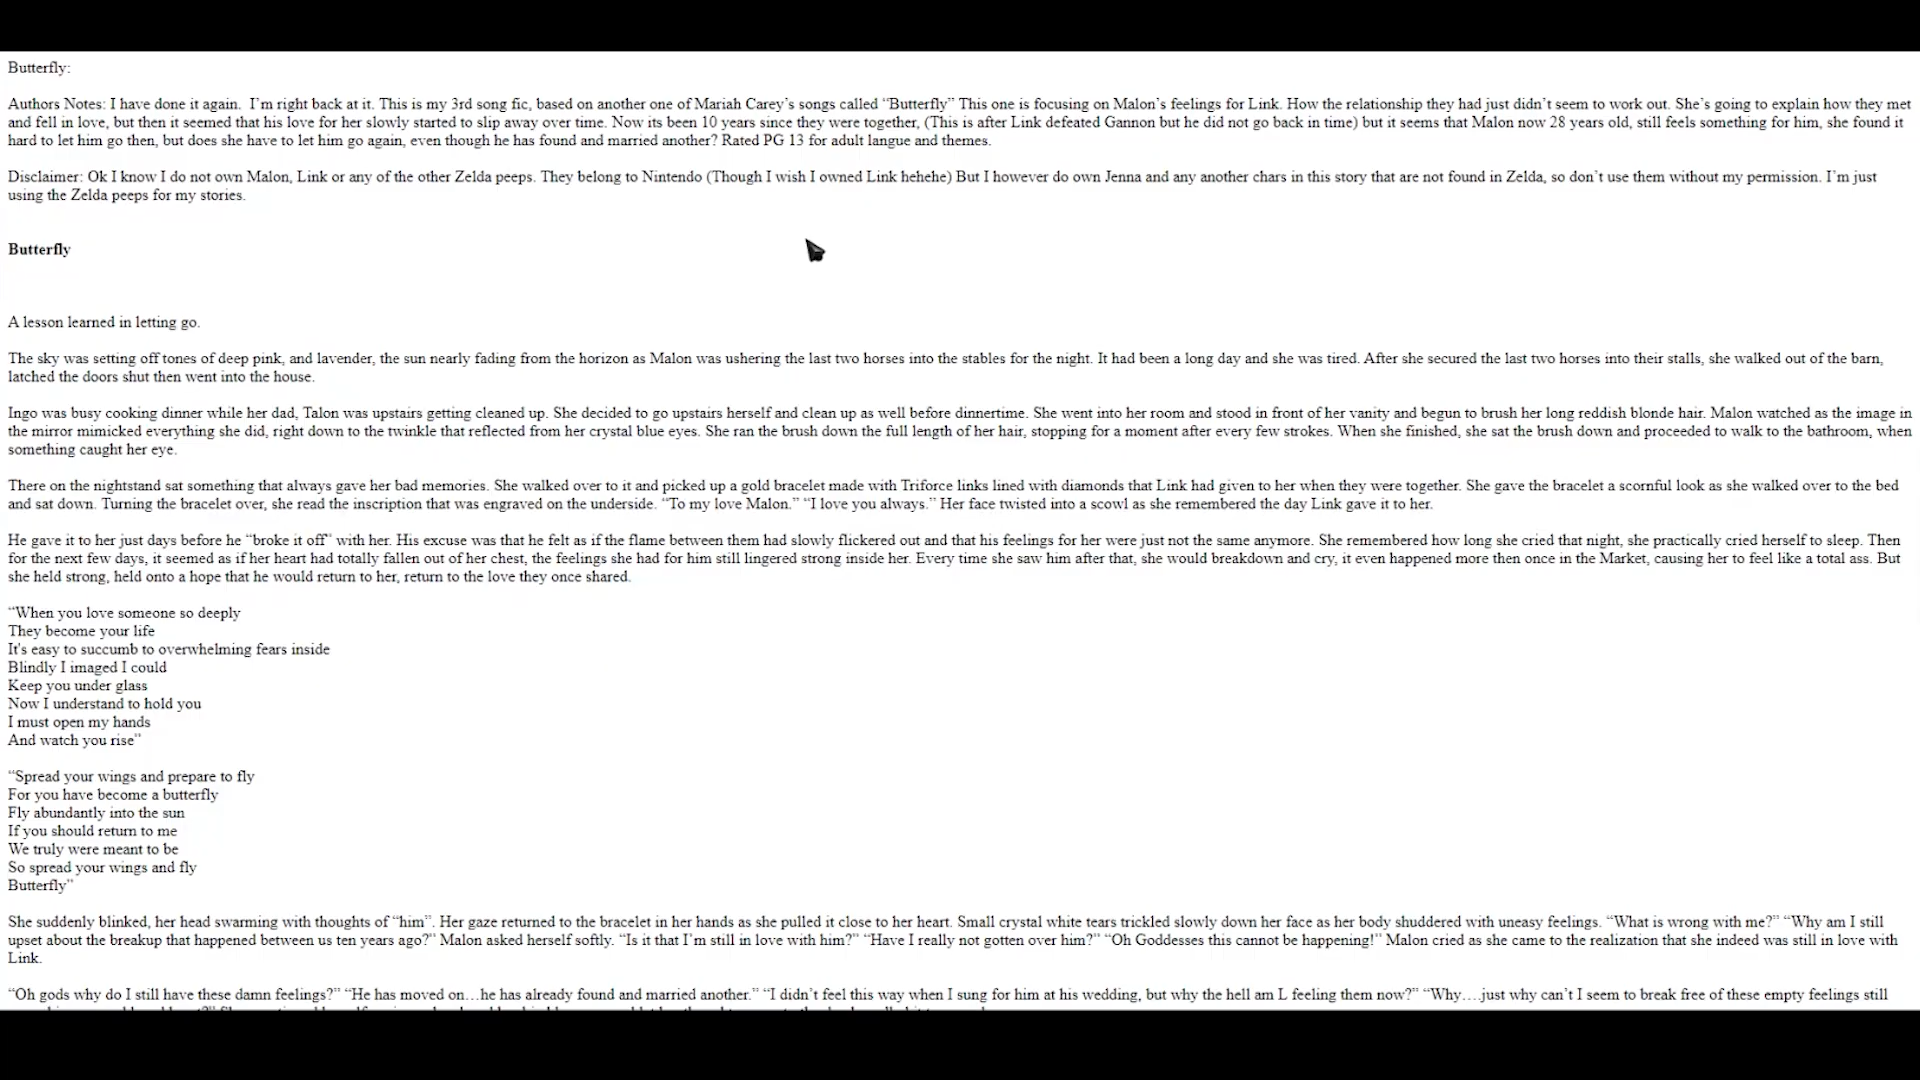 Butterfly:
Authors Notes: I have done it again.  I'm right back at it. This is my 3rd song fic, based on another one of Mariah Carey's songs called “Butterfly” This one is focusing on Malon's feelings for Link. How the relationship they had just didn't seem to work out. She's going to explain how they met
and fell in love, but then it seemed that his love for her slowly started to slip away over time. Now its been 10 years since they were together, (This is after Link defeated Gannon but he did not go back in time) but it seems that Malon now 28 years old, still feels something for him, she found it
hard to let him go then, but does she have to let him go again, even though he has found and married another? Rated PG 13 for adult langue and themes.
Disclaimer: Ok I know I do not own Malon, Link or any of the other Zelda peeps. They belong to Nintendo (Though I wish I owned Link hehehe) But I however do own Jenna and any another chars in this story that are not found in Zelda, so don't use them without my permission. I'm just
using the Zelda peeps for my stories.
Butterfly
A lesson learned in letting go.
The sky was setting off tones of deep pink, and lavender, the sun nearly fading from the horizon as Malon was ushering the last two horses into the stables for the night. It had been a long day and she was tired. After she secured the last two horses into their stalls, she walked out of the barn,
latched the doors shut then went into the house.
Ingo was busy cooking dinner while her dad, Talon was upstairs getting cleaned up. She decided to go upstairs herself and clean up as well before dinnertime. She went into her room and stood in front of her vanity and begun to brush her long reddish blonde hair. Malon watched as the image in
the mirror mimicked everything she did, right down to the twinkle that reflected from her crystal blue eyes. She ran the brush down the full length of her hair, stopping for a moment after every few strokes. When she finished, she sat the brush down and proceeded to walk to the bathroom, when
something caught her eye.
There on the nightstand sat something that always gave her bad memories. She walked over to it and picked up a gold bracelet made with Triforce links lined with diamonds that Link had given to her when they were together. She gave the bracelet a scornful look as she walked over to the bed
and sat down. Turning the bracelet over, she read the inscription that was engraved on the underside. “To my love Malon.” “I love you always.” Her face twisted into a scowl as she remembered the day Link gave it to her.
He gave it to her just days before he “broke it off” with her. His excuse was that he felt as if the flame between them had slowly flickered out and that his feelings for her were just not the same anymore. She remembered how long she cried that night, she practically cried herself to sleep. Then
for the next few days, it seemed as if her heart had totally fallen out of her chest, the feelings she had for him still lingered strong inside her. Every time she saw him after that, she would breakdown and cry, it even happened more then once in the Market, causing her to feel like a total ass. But
she held strong, held onto a hope that he would return to her, return to the love they once shared.
“When you love someone so deeply
They become your life
It's easy to succumb to overwhelming fears inside
Blindly I imaged I could
Keep you under glass
Now I understand to hold you
I must open my hands
And watch you rise”
“Spread your wings and prepare to fly
For you have become a butterfly
Fly abundantly into the sun
If you should return to me
We truly were meant to be
So spread your wings and fly
Butterfly”
She suddenly blinked, her head swarming with thoughts of “him”. Her gaze returned to the bracelet in her hands as she pulled it close to her heart. Small crystal white tears trickled slowly down her face as her body shuddered with uneasy feelings. “What is wrong with me?” “Why am I still
upset about the breakup that happened between us ten years ago?” Malon asked herself softly. “Is it that I'm still in love with him?” “Have I really not gotten over him?” “Oh Goddesses this cannot be happening!” Malon cried as she came to the realization that she indeed was still in love with
Link.
“Oh gods why do I still have these damn feelings?” “He has moved on…he has already found and married another.” “I didn't feel this way when I sung for him at his wedding, but why the hell am L feeling them now?” “Why….just why can't I seem to break free of these empty feelings still